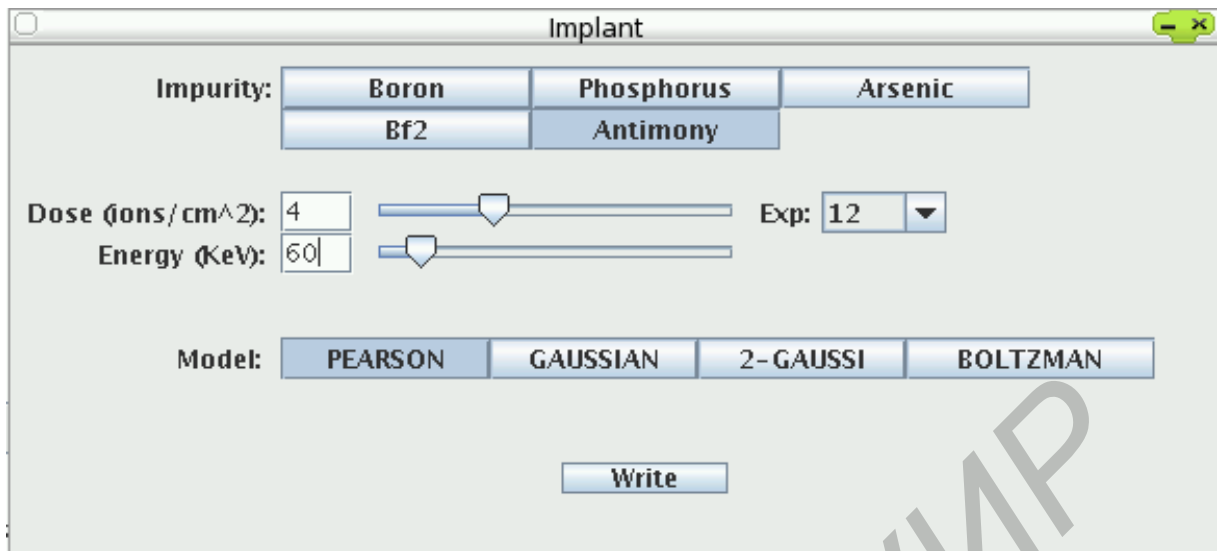 Implant
Impurity: Boron Phosphorus Arsenic
Bf2 Antimony
Dose (ions/cm^2): 4 Exp: 12
Energy (KeV): 60
Model: PEARSON GAUSSIAN 2-GAUSSI BOLTZMAN
Write